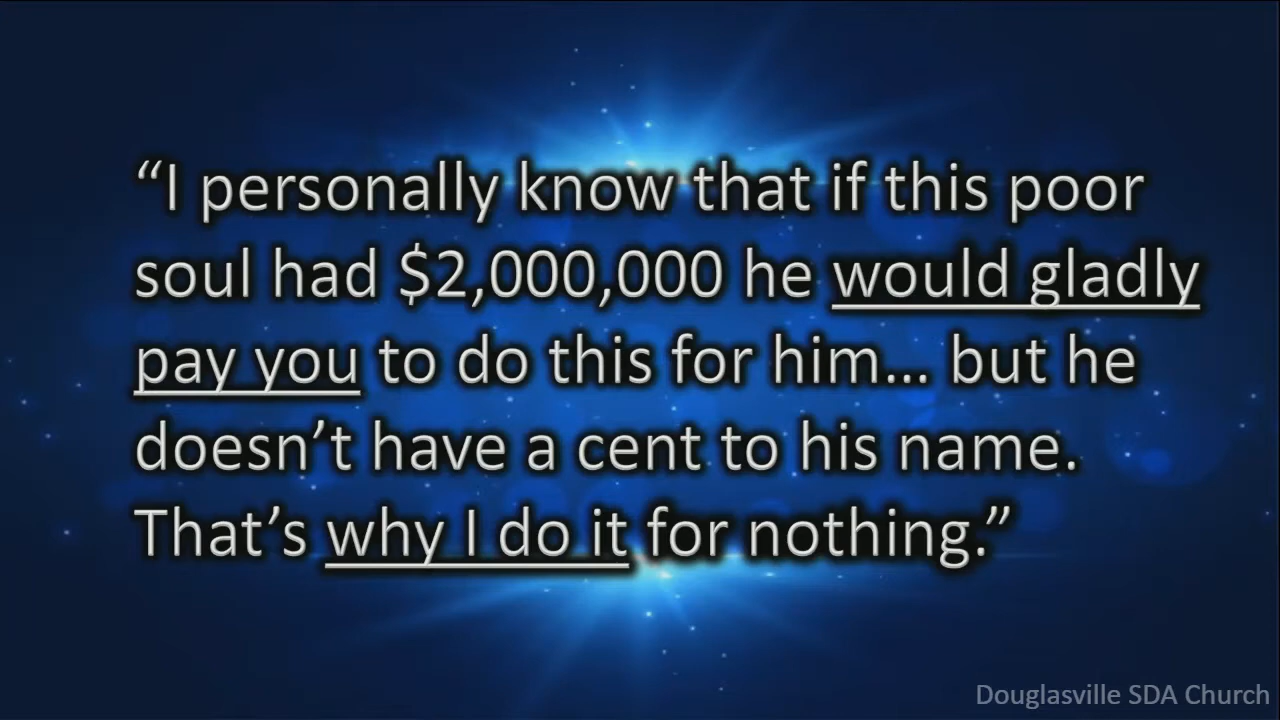 “I personally know that if this poor
soul had $2,000,000 he would gladly
pay you to do this for him... but he
doesn’t have a cent to his name.
That’s why I do it for nothing.”
Douglasville SDA Church